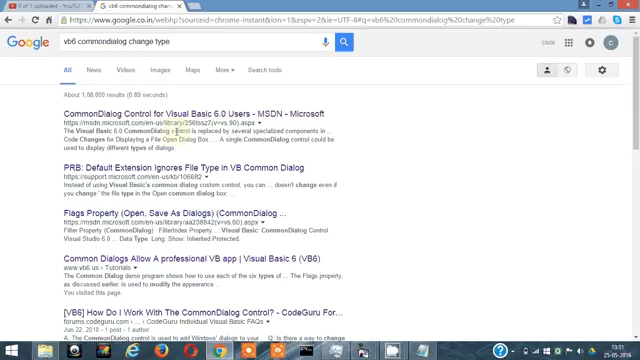 0 of 1 uploaded - YouTu
vb6 commondialog change
https://www.google.co.in/webhp?sourceid=chrome-instant&ion=1&espv=2&ie=UTF-8#q=vb6%20commondialog%20change%20type
Google
vb6 commondialog change type
code
C
All News Videos Images Maps More Search tools
About 1,88,000 results (0.89 seconds)
CommonDialog Control for Visual Basic 6.0 Users - MSDN - Microsoft
https://msdn.microsoft.com/en-us/library/256tssz7(v=vs.90).aspx
The Visual Basic 6.0 CommonDialog control is replaced by several specialized components in ...
Code Changes for Displaying a File Open Dialog Box. ... A single CommonDialog control could be
used to display different types of dialogs.
PRB: Default Extension Ignores File Type in VB Common Dialog
https://support.microsoft.com/en-us/kb/106682
Instead of using Visual Basic's common dialog custom control, you can ... doesn't change even if
you change ' the file type in the Open common dialog box.
Flags Property (Open, Save As Dialogs) (CommonDialog ...
https://msdn.microsoft.com/en-us/library/aa238842(v=vs.60).aspx
Filter Property (CommonDialog) · FilterIndex Property ... Visual Basic: CommonDialog Control.
Visual Studio 6.0 ... Data Type. Long. Show: Inherited Protected.
Common Dialogs Allow A professional VB app | Visual Basic 6 (VB6)
www.vb6.us › Tutorials
The Common Dialog demo program shows how to use each of the six types of ... The Flags property,
as discussed earlier, is used to modify the appearance ...
You visited this page.
[VB6] How Do I Work With The CommonDialog Control? - CodeGuru For...
forums.codeguru.com › ... › CodeGuru Individual Visual Basic FAQs
Jun 22, 2010 - 1 post - 1 author
13:31
25-05-2016